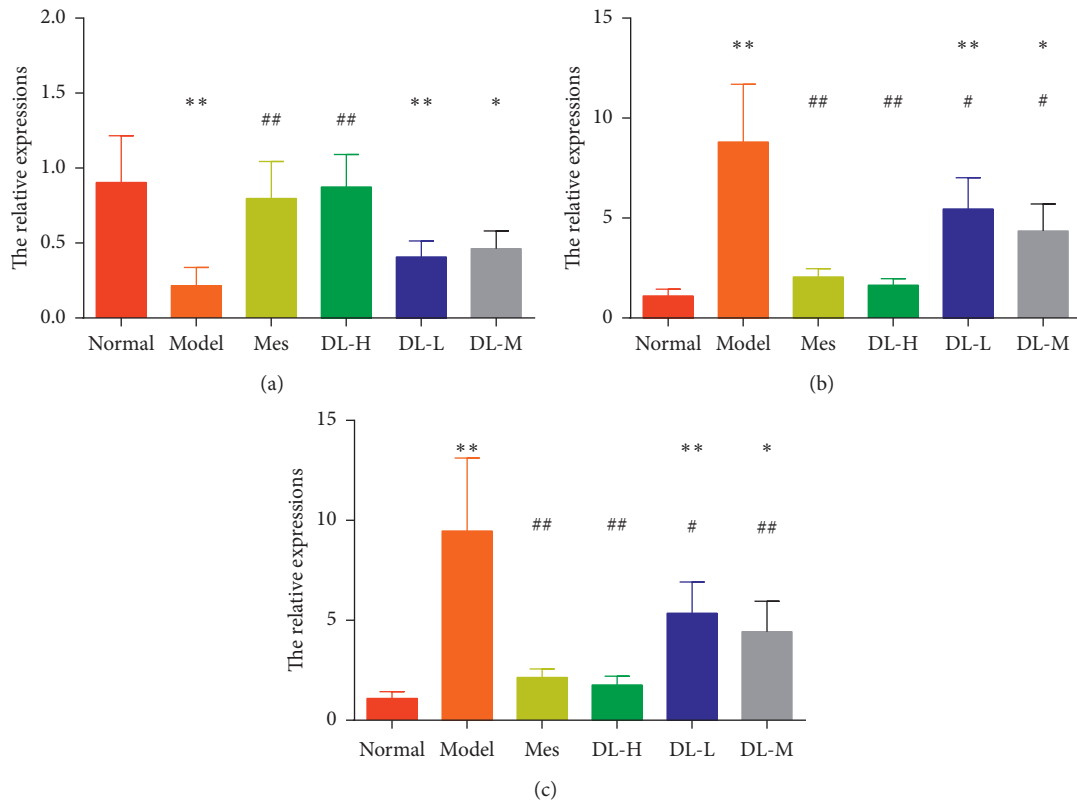 The relative expressions
2.0
1.5
1.0
0.5
0.0
** ## ## ** *
Normal Model Mes DL-H DL-L DL-M
(a)
The relative expressions
15
10
5
0
** ** *
## ## # #
Normal Model Mes DL-H DL-L DL-M
(b)
The relative expressions
15
10
5
0
** ** *
## ## # ##
Normal Model Mes DL-H DL-L DL-M
(c)